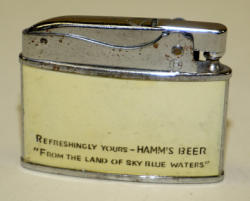 REFRESHINGLY YOURS - HAMM'S BEER
"FROM THE LAND OF SKY BLUE WATERS"